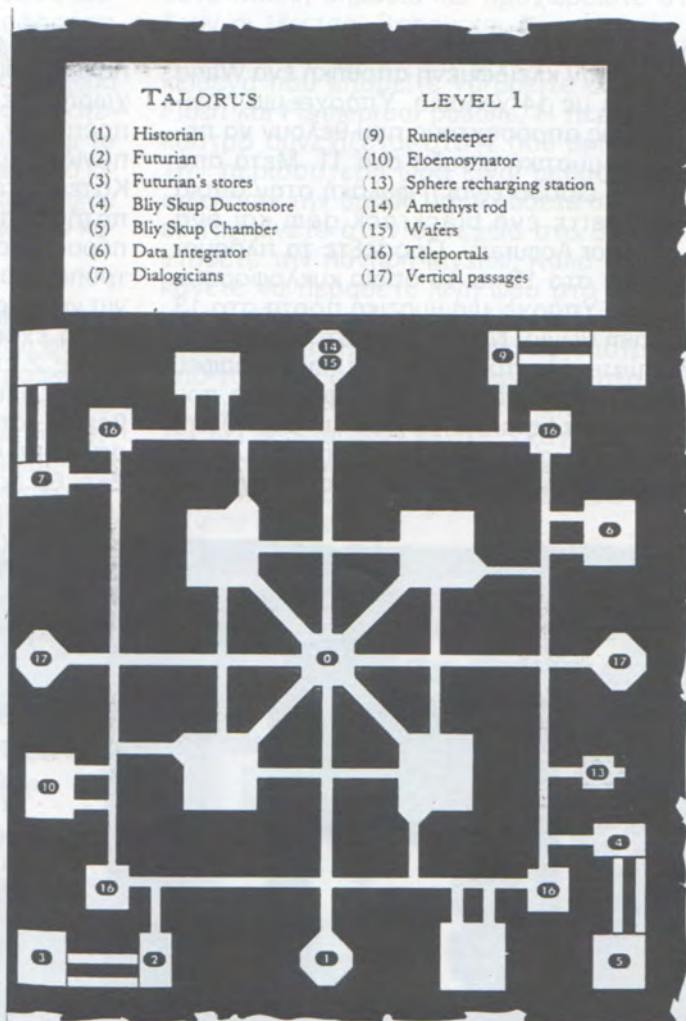 TALORUS LEVEL 1
(1) Historian
(2) Futurian
(3) Futurian's stores
(4) Bliy Skup Ductosnore
(5) Bliy Skup Chamber
(6) Data Integrator
(7) Dialogicians
(9) Runekeeper
(10) Eloemosynator
(13) Sphere recharging station
(14) Amethyst rod
(15) Wafers
(16) Teleportals
(17) Vertical passages
14
15
9
16
16
7
6
17
0
17
10
13
4
16
16
3
2
1
5